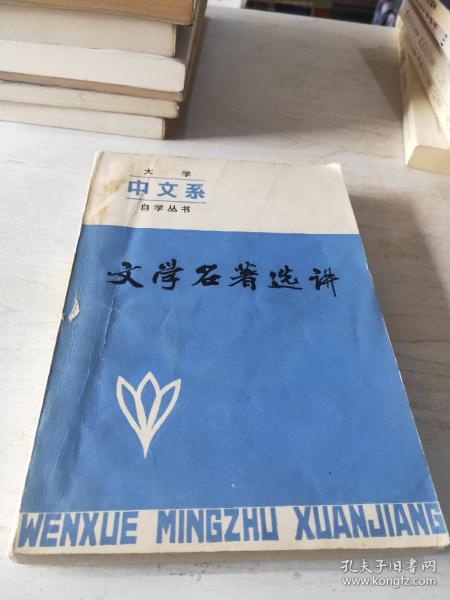 大学
中文系
自学丛书
文学名著选讲
WENXUE MINGZHU XUANJIANG
孔夫子旧书网
www.kongfz.com